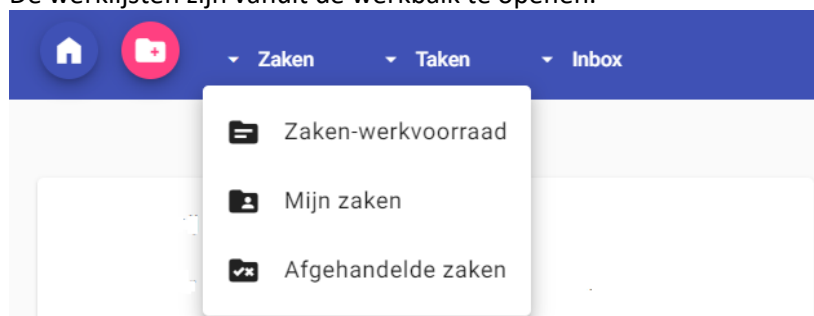 De werklijsten zijn vanuit de werkbalk te openen.
Zaken Taken Inbox
Zaken-werkvoorraad
Mijn zaken
Afgehandelde zaken